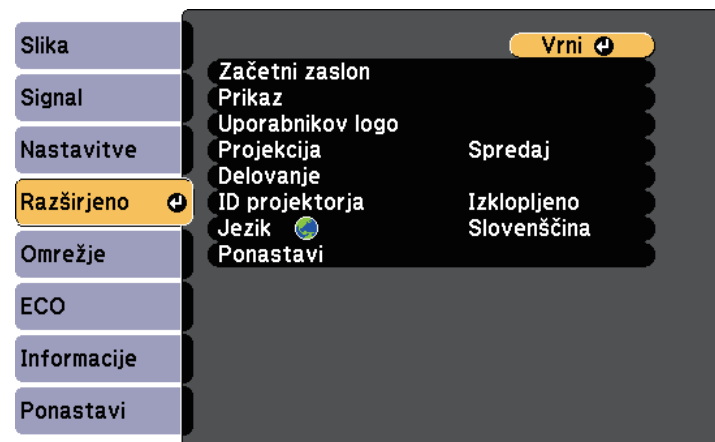 Slika
Signal
Nastavitve
Razširjeno
Omrežje
ECO
Informacije
Ponastavi
Vrni
Začetni zaslon
Prikaz
Uporabnikov logo
Projekcija Spredaj
Delovanje
ID projektorja Izklopljeno
Jezik Slovenščina
Ponastavi